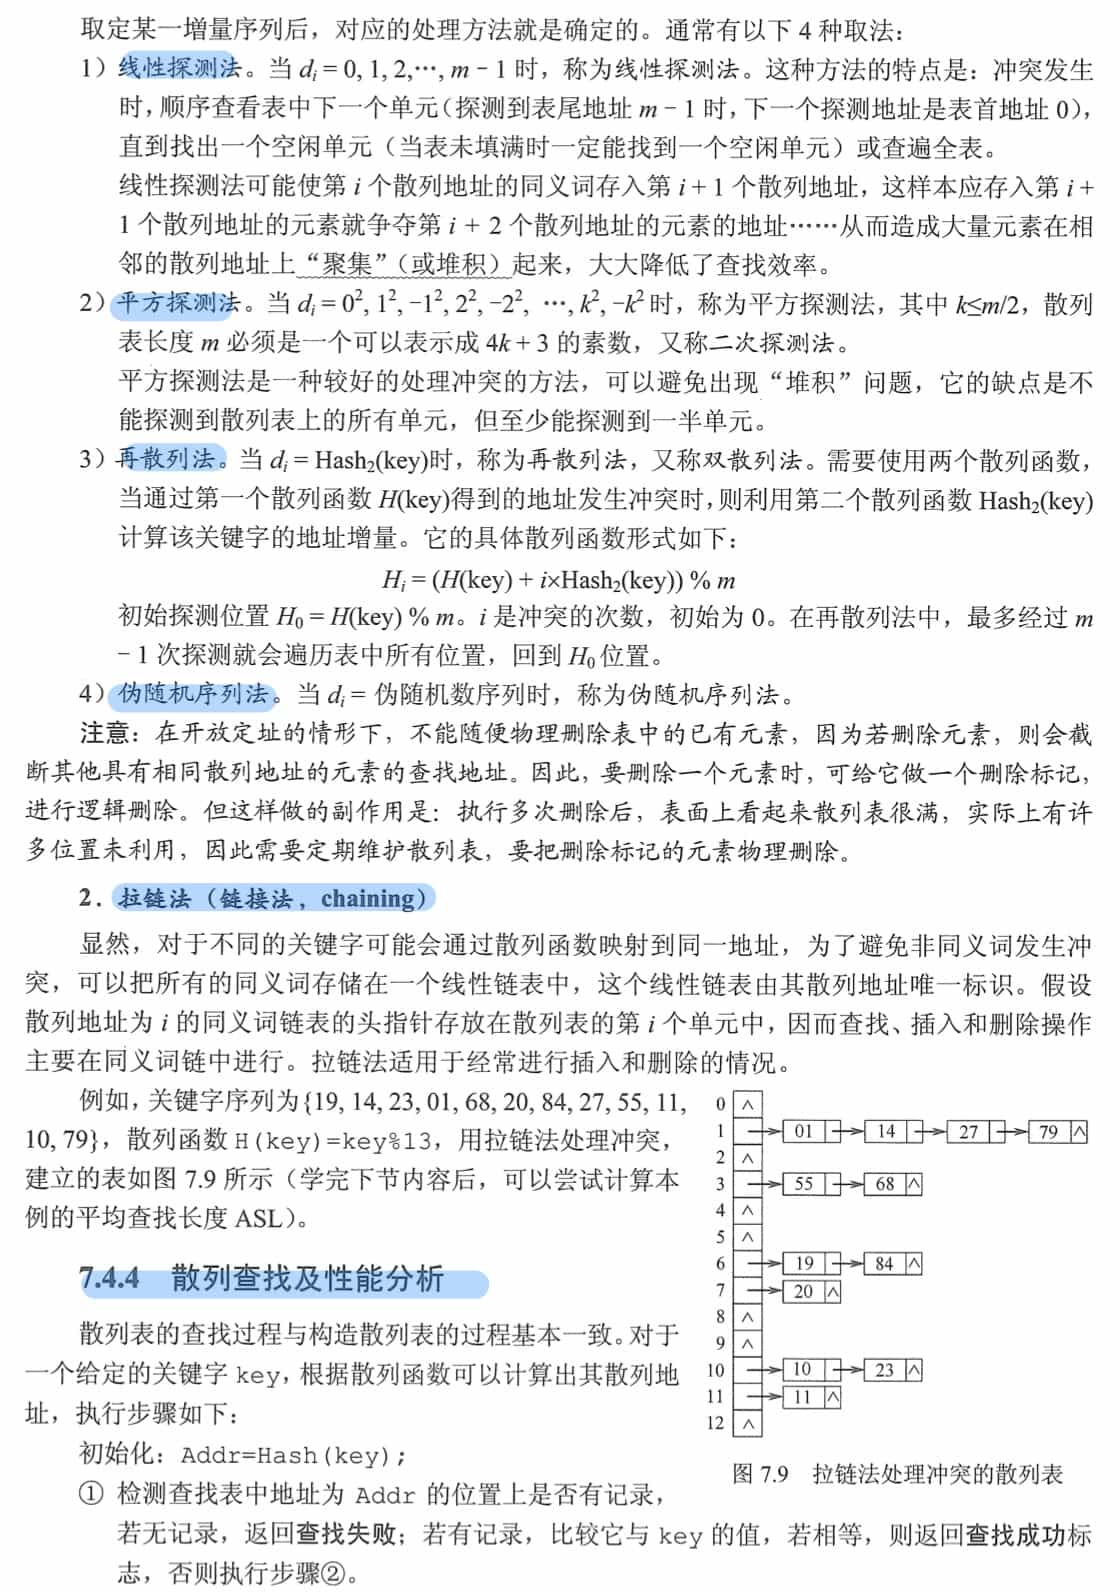 取定某一增量序列后，对应的处理方法就是确定的。通常有以下 4 种取法：
1）线性探测法。当 dᵢ = 0, 1, 2,…, m − 1 时，称为线性探测法。这种方法的特点是：冲突发生
时，顺序查看表中下一个单元（探测到表尾地址 m − 1 时，下一个探测地址是表首地址 0），
直到找出一个空闲单元（当表未填满时一定能找到一个空闲单元）或查遍全表。
线性探测法可能使第 i 个散列地址的同义词存入第 i + 1 个散列地址，这样本应存入第 i +
1 个散列地址的元素就争夺第 i + 2 个散列地址的元素的地址……从而造成大量元素在相
邻的散列地址上“聚集”（或堆积）起来，大大降低了查找效率。
2）平方探测法。当 dᵢ = 0², 1², −1², 2², −2², …, k², −k² 时，称为平方探测法，其中 k≤m/2，散列
表长度 m 必须是一个可以表示成 4k + 3 的素数，又称二次探测法。
平方探测法是一种较好的处理冲突的方法，可以避免出现“堆积”问题，它的缺点是不
能探测到散列表上的所有单元，但至少能探测到一半单元。
3）再散列法。当 dᵢ = Hash₂(key)时，称为再散列法，又称双散列法。需要使用两个散列函数，
当通过第一个散列函数 H(key)得到的地址发生冲突时，则利用第二个散列函数 Hash₂(key)
计算该关键字的地址增量。它的具体散列函数形式如下：
Hᵢ = (H(key) + i×Hash₂(key)) % m
初始探测位置 H₀ = H(key) % m。i 是冲突的次数，初始为 0。在再散列法中，最多经过 m
− 1 次探测就会遍历表中所有位置，回到 H₀ 位置。
4）伪随机序列法。当 dᵢ = 伪随机数序列时，称为伪随机序列法。
注意：在开放定址的情形下，不能随便物理删除表中的已有元素，因为若删除元素，则会截
断其他具有相同散列地址的元素的查找地址。因此，要删除一个元素时，可给它做一个删除标记，
进行逻辑删除。但这样做的副作用是：执行多次删除后，表面上看起来散列表很满，实际上有许
多位置未利用，因此需要定期维护散列表，要把删除标记的元素物理删除。
2．拉链法（链接法，chaining）
显然，对于不同的关键字可能会通过散列函数映射到同一地址，为了避免非同义词发生冲
突，可以把所有的同义词存储在一个线性链表中，这个线性链表由其散列地址唯一标识。假设
散列地址为 i 的同义词链表的头指针存放在散列表的第 i 个单元中，因而查找、插入和删除操作
主要在同义词链中进行。拉链法适用于经常进行插入和删除的情况。
例如，关键字序列为{19, 14, 23, 01, 68, 20, 84, 27, 55, 11,
10, 79}，散列函数 H(key)=key%13，用拉链法处理冲突，
建立的表如图 7.9 所示（学完下节内容后，可以尝试计算本
例的平均查找长度 ASL）。
0 ∧
1 01 14 27 79 ∧
2 ∧
3 55 68 ∧
4 ∧
5 ∧
6 19 84 ∧
7 20 ∧
8 ∧
9 ∧
10 10 23 ∧
11 11 ∧
12 ∧
图 7.9 拉链法处理冲突的散列表
7.4.4 散列查找及性能分析
散列表的查找过程与构造散列表的过程基本一致。对于
一个给定的关键字 key，根据散列函数可以计算出其散列地
址，执行步骤如下：
初始化：Addr=Hash(key);
① 检测查找表中地址为 Addr 的位置上是否有记录，
若无记录，返回查找失败；若有记录，比较它与 key 的值，若相等，则返回查找成功标
志，否则执行步骤②。